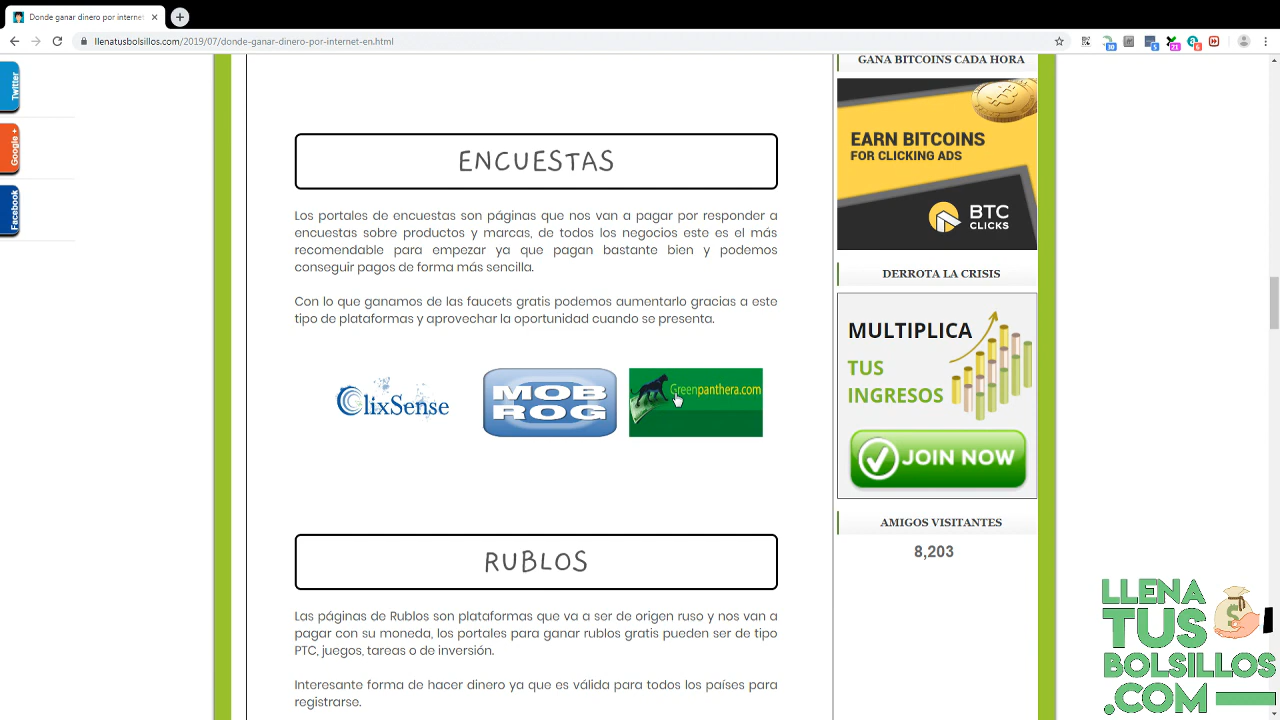 Donde ganar dinero por internet
llenatusbolsillos.com/2019/07/donde-ganar-dinero-por-internet-en.html
30
5
21
6
Twitter
Google +
Facebook
ENCUESTAS
Los portales de encuestas son páginas que nos van a pagar por responder a
encuestas sobre productos y marcas, de todos los negocios este es el más
recomendable para empezar ya que pagan bastante bien y podemos
conseguir pagos de forma más sencilla.
Con lo que ganamos de las faucets gratis podemos aumentarlo gracias a este
tipo de plataformas y aprovechar la oportunidad cuando se presenta.
ClixSense
MOB
ROG
Greenpanthera.com
RUBLOS
Las páginas de Rublos son plataformas que va a ser de origen ruso y nos van a
pagar con su moneda, los portales para ganar rublos gratis pueden ser de tipo
PTC, juegos, tareas o de inversión.
Interesante forma de hacer dinero ya que es válida para todos los países para
registrarse.
GANA BITCOINS CADA HORA
EARN BITCOINS
FOR CLICKING ADS
BTC
CLICKS
DERROTA LA CRISIS
MULTIPLICA
TUS
INGRESOS
JOIN NOW
AMIGOS VISITANTES
8,203
LLENA
TUS
BOLSILLOS
.COM